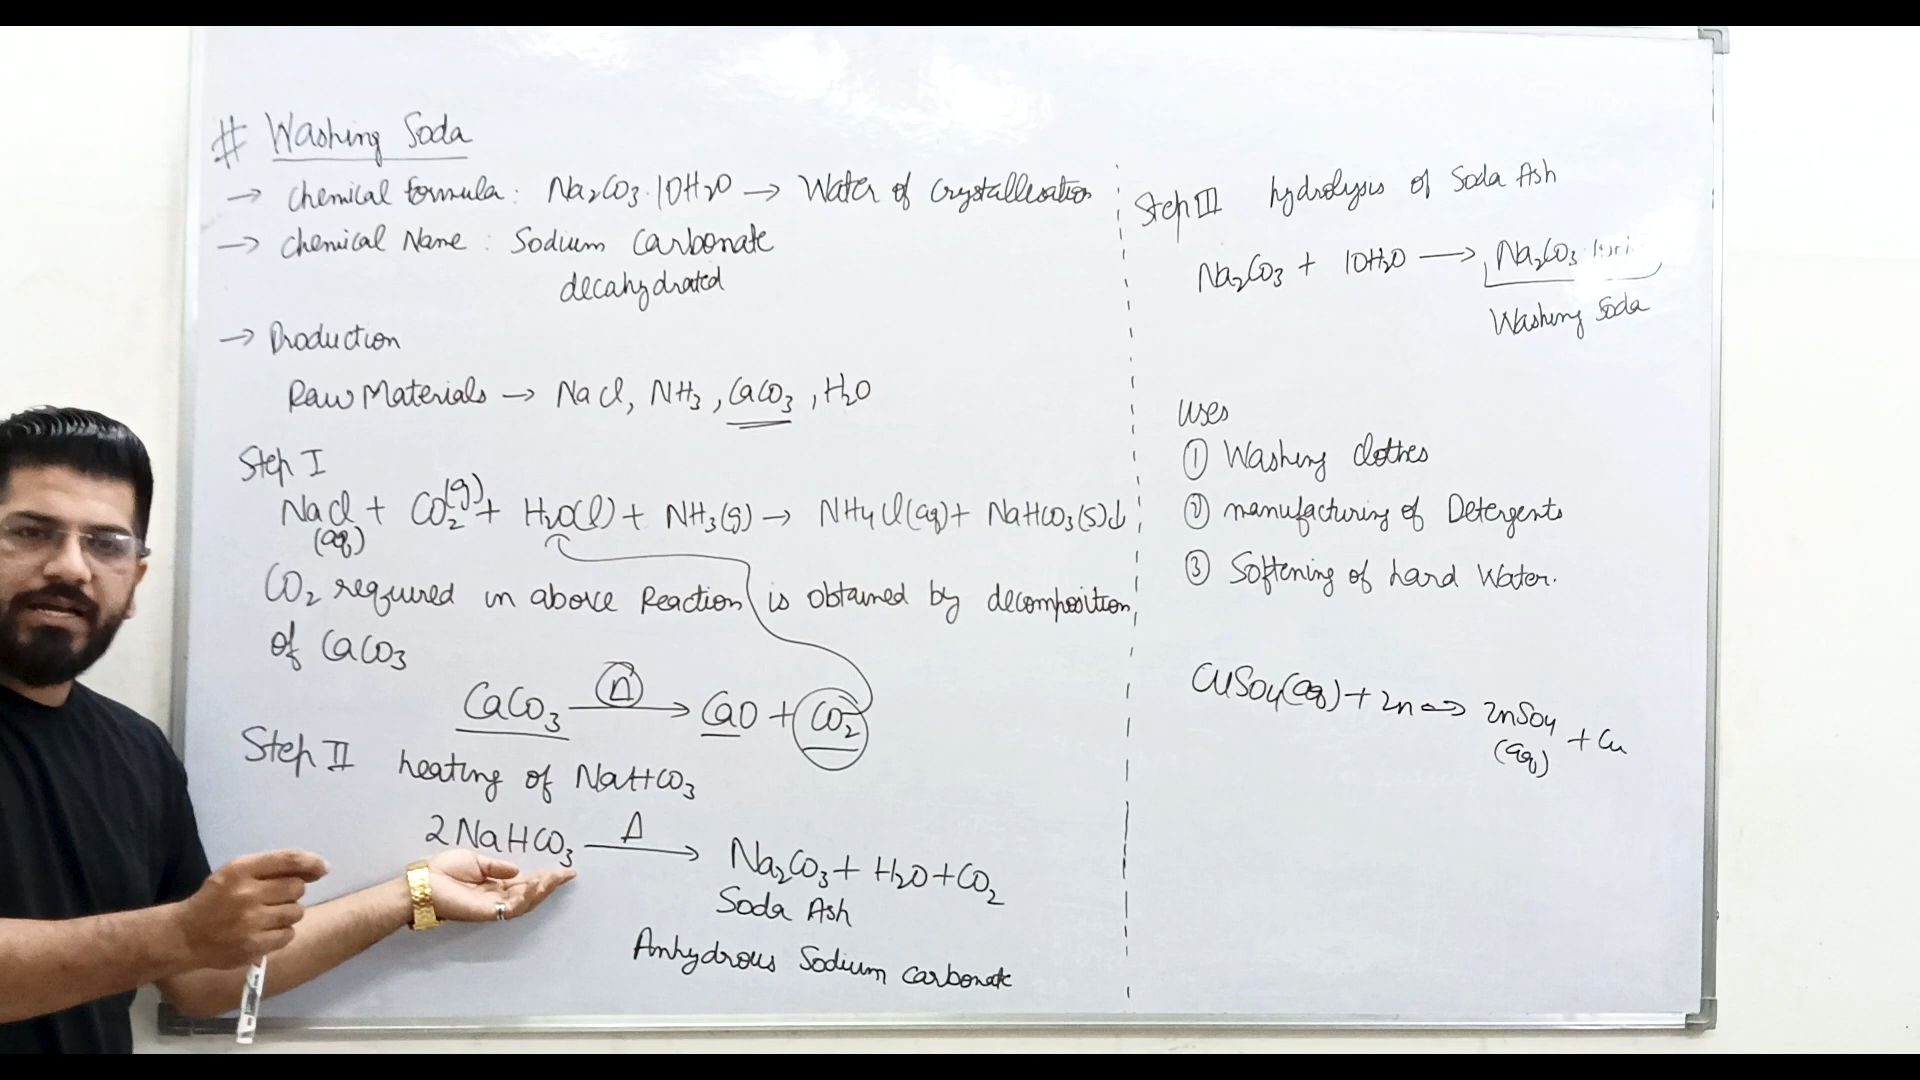 # Washing Soda
→ Chemical formula : Na2CO3·10H2O → Water of Crystallisation
→ Chemical Name : Sodium Carbonate
decahydrated
→ Production
Raw Materials → NaCl, NH3, CaCO3, H2O
Step I
NaCl(aq) + CO2(g) + H2O(l) + NH3(g) → NH4Cl(aq) + NaHCO3(s)↓
CO2 required in above Reaction is obtained by decomposition
of CaCO3
CaCO3 → CaO + CO2
Step II heating of NaHCO3
2NaHCO3 —Δ→ Na2CO3 + H2O + CO2
Soda Ash
Anhydrous Sodium carbonate
Step III hydrolysis of Soda Ash
Na2CO3 + 10H2O → Na2CO3
Washing Soda
Uses
① Washing clothes
② manufacturing of Detergents
③ Softening of hard Water.
CuSO4(aq) + Zn → ZnSO4 + Cu
(aq)